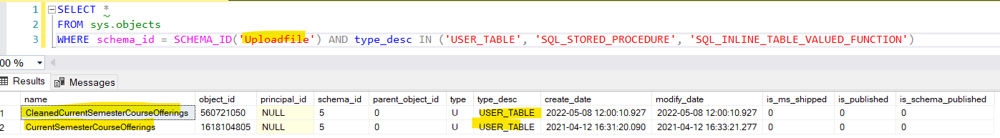 1 SELECT *
2 FROM sys.objects
3 WHERE schema_id = SCHEMA_ID('Uploadfile') AND type_desc IN ('USER_TABLE', 'SQL_STORED_PROCEDURE', 'SQL_INLINE_TABLE_VALUED_FUNCTION')
00 %
Results Messages
name object_id principal_id schema_id parent_object_id type type_desc create_date modify_date is_ms_shipped is_published is_schema_published
1 CleanedCurrentSemesterCourseOfferings 560721050 NULL 5 0 U USER_TABLE 2022-05-08 12:00:10.927 2022-05-08 12:00:10.927 0 0 0
2 CurrentSemesterCourseOfferings 1618104805 NULL 5 0 U USER_TABLE 2021-04-12 16:31:20.090 2021-04-12 16:33:21.277 0 0 0